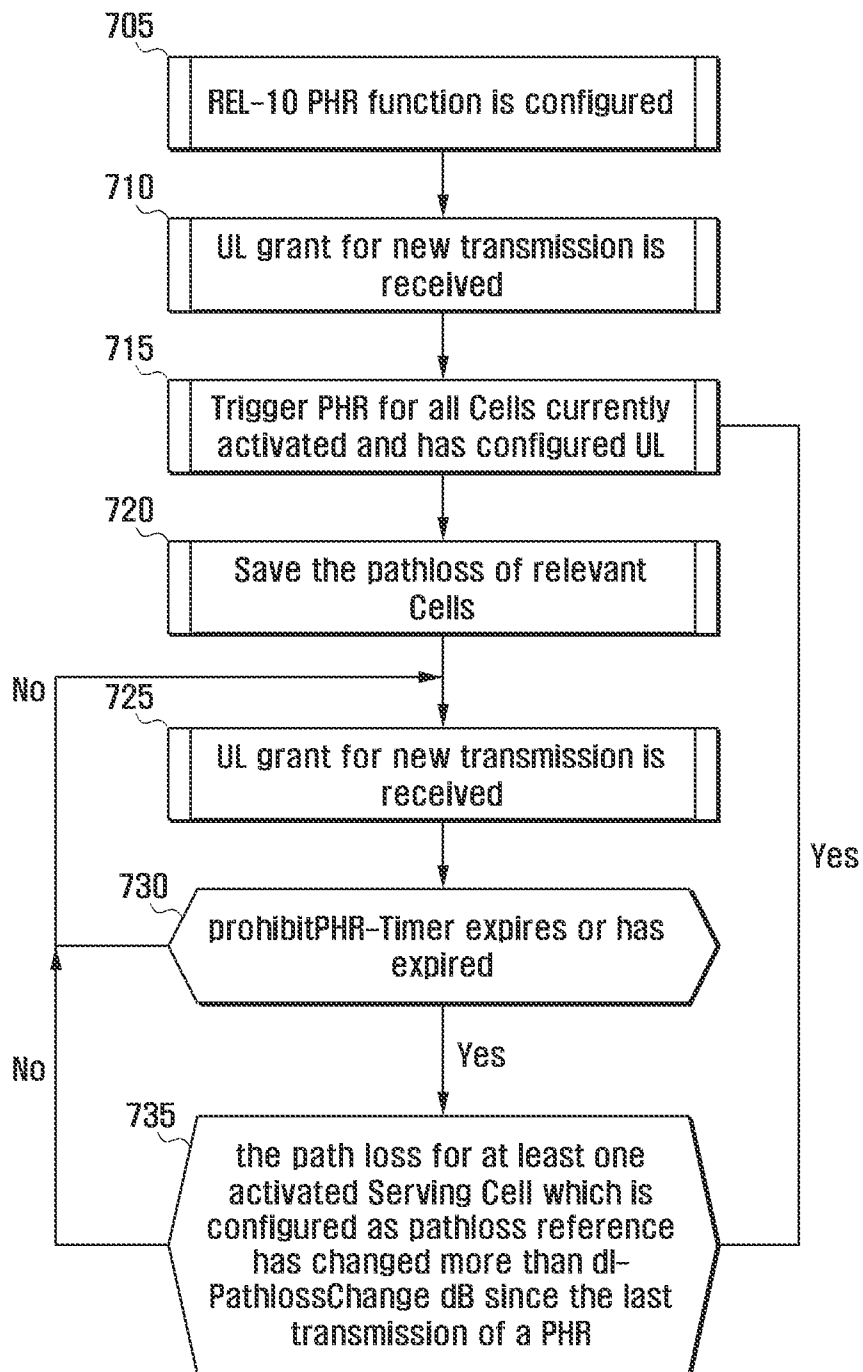 705
REL-10 PHR function is configured
710
UL grant for new transmission is
received
715
Trigger PHR for all Cells currently
activated and has configured UL
720
Save the pathloss of relevant
Cells
No
725
UL grant for new transmission is
received
Yes
730
prohibitPHR-Timer expires or has
expired
No
Yes
735
the path loss for at least one
activated Serving Cell which is
configured as pathloss reference
has changed more than dl-
PathlossChange dB since the last
transmission of a PHR